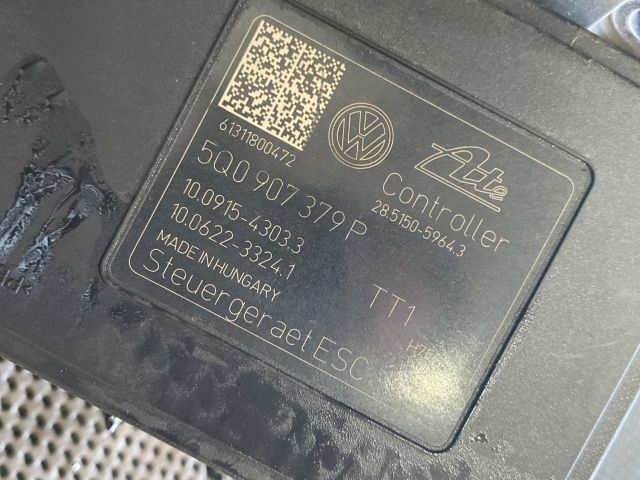 61311800472
VW
Ate
5Q0 907 379 P
Controller
28.5150-5964.3
10.0915-4303.3
10.0622-3324.1
MADE IN HUNGARY
TT1
Steuergeraet ESC